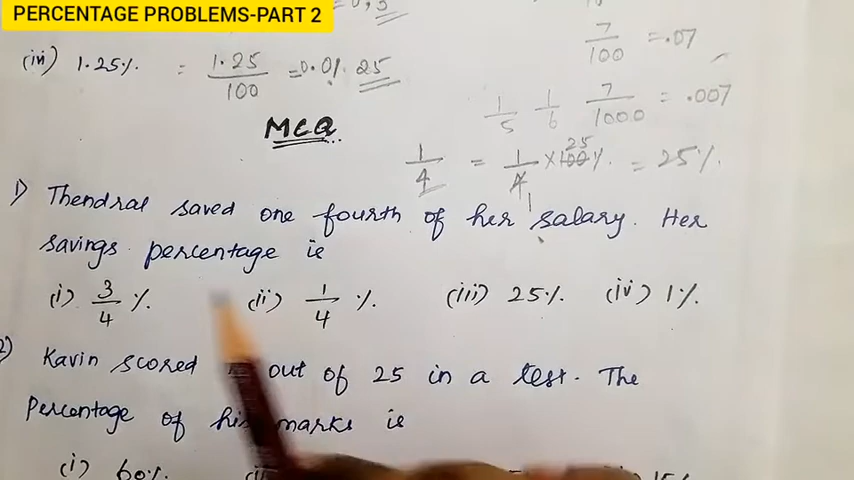 PERCENTAGE PROBLEMS-PART 2
7/100 = .07
(iv) 1.25% = 1.25/100 = 0.0125
1/5 1/6 7/1000 = .007
MCQ
1/4 = 1/4 × 100% = 25%
25
1
1) Thendral saved one fourth of her salary. Her
savings percentage is
(i) 3/4 % (ii) 1/4 % (iii) 25% (iv) 1%
2) Kavin scored out of 25 in a test. The
Percentage of his marks is
(i) 60%